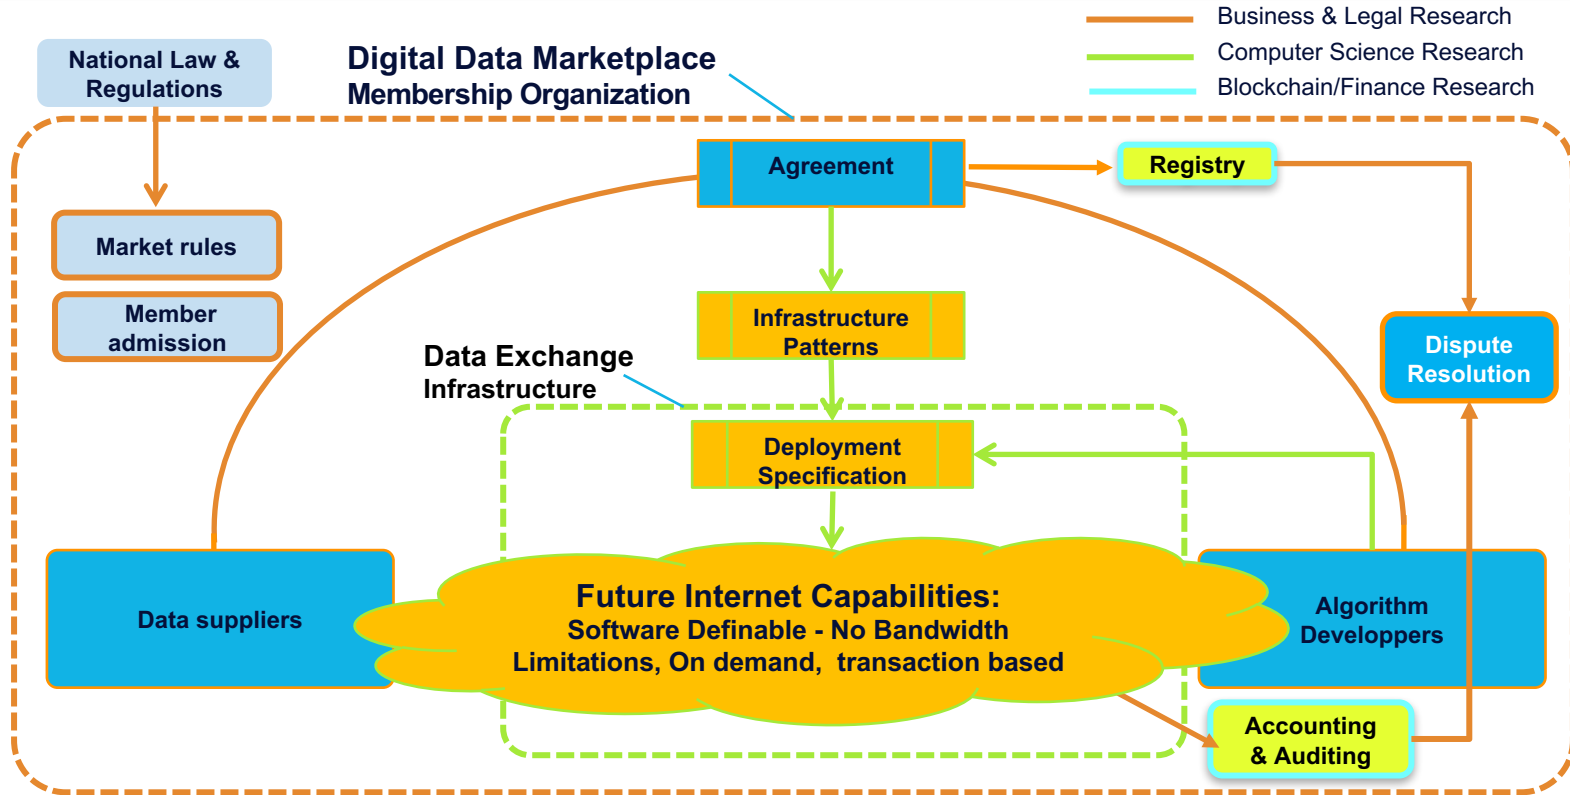 Business & Legal Research
Computer Science Research
Blockchain/Finance Research
National Law &
Regulations
Digital Data Marketplace
Membership Organization
Agreement
Registry
Market rules
Member
admission
Infrastructure
Patterns
Dispute
Resolution
Data Exchange
Infrastructure
Deployment
Specification
Data suppliers
Future Internet Capabilities:
Software Definable - No Bandwidth
Limitations, On demand, transaction based
Algorithm
Developpers
Accounting
& Auditing